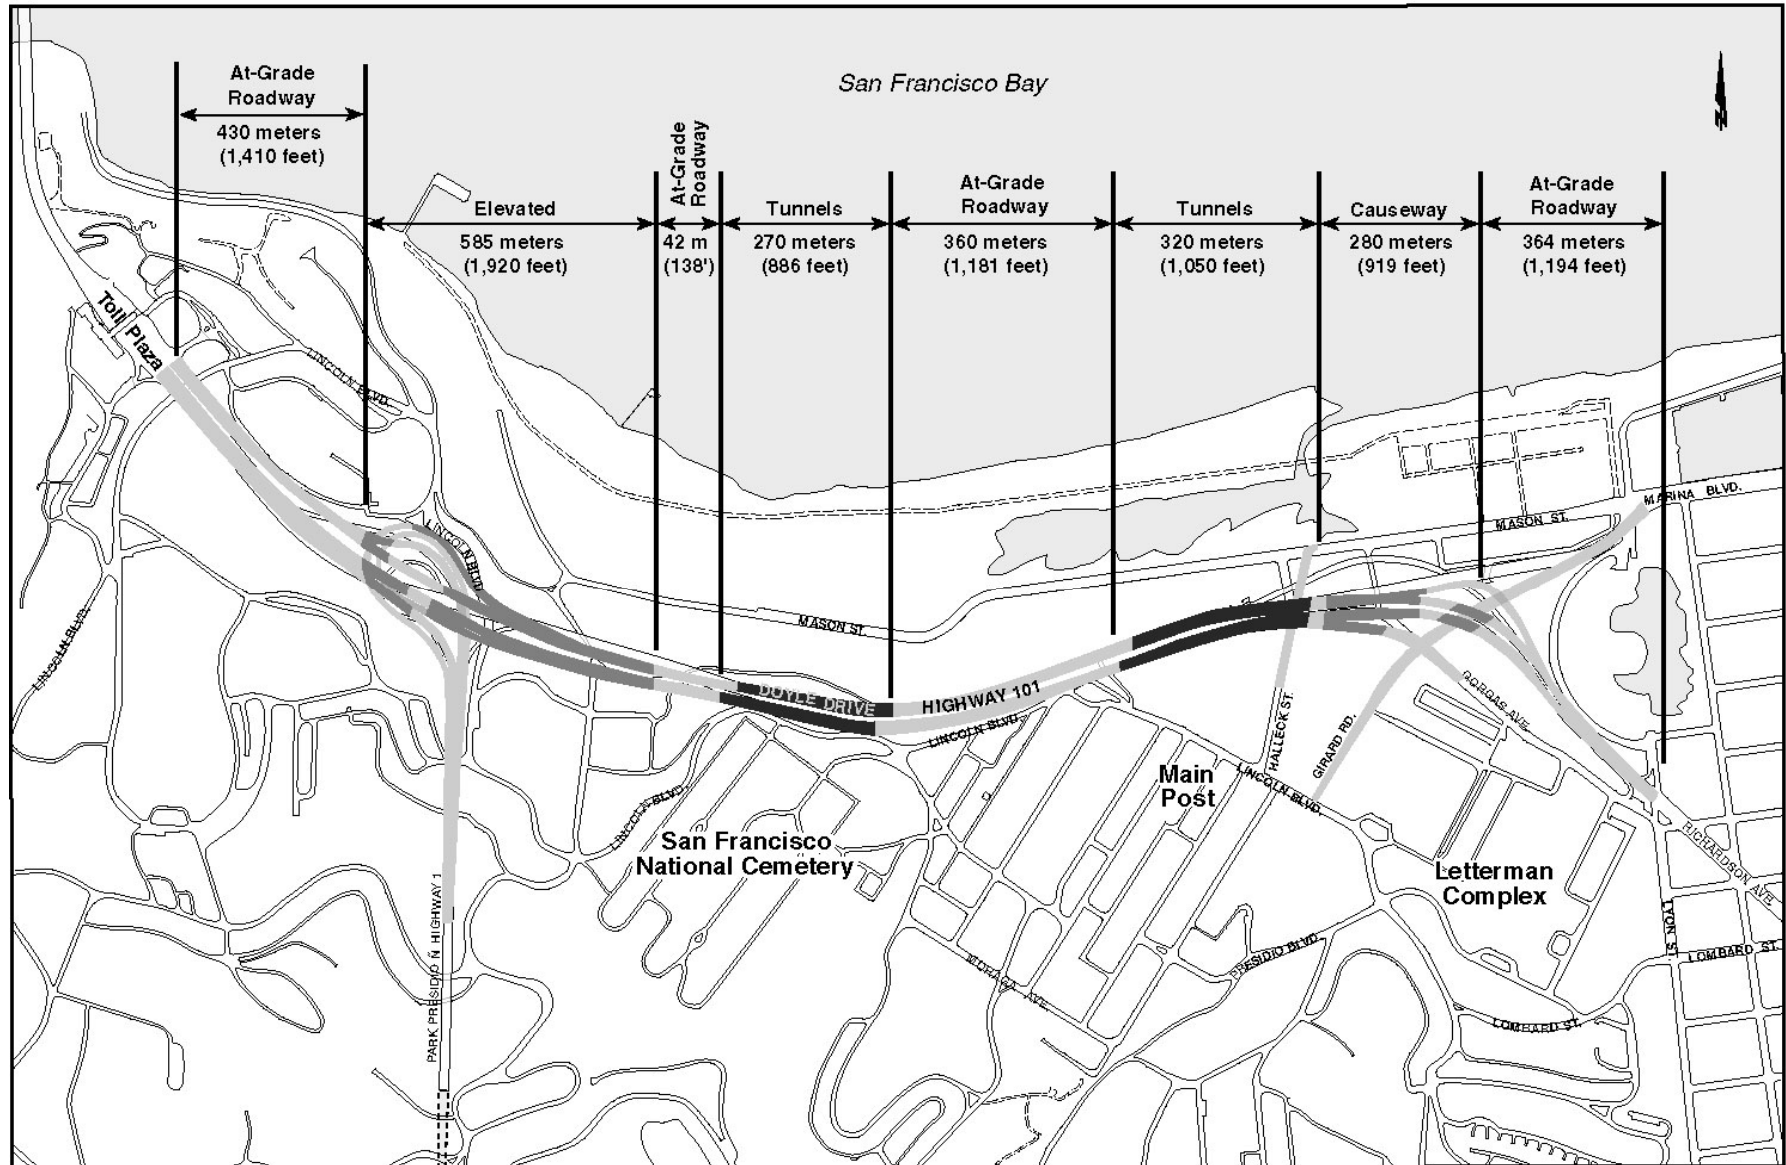 San Francisco Bay
N
At-Grade
Roadway
430 meters
(1,410 feet)
Elevated
585 meters
(1,920 feet)
At-Grade
Roadway
42 m
(138')
Tunnels
270 meters
(886 feet)
At-Grade
Roadway
360 meters
(1,181 feet)
Tunnels
320 meters
(1,050 feet)
Causeway
280 meters
(919 feet)
At-Grade
Roadway
364 meters
(1,194 feet)
Toll Plaza
LINCOLN BLVD.
LINCOLN BLVD.
LINCOLN BLVD.
MARINA BLVD.
MASON ST.
MASON ST.
DOYLE DRIVE
HIGHWAY 101
LINCOLN BLVD.
GORGAS AVE.
HALLECK ST.
GIRARD RD.
LINCOLN BLVD.
LINCOLN BLVD.
Main
Post
San Francisco
National Cemetery
Letterman
Complex
RICHARDSON AVE.
PARK PRESIDIO Ñ HIGHWAY 1
MORAGA AVE.
PRESIDIO BLVD.
LYON ST.
LOMBARD ST.
LOMBARD ST.